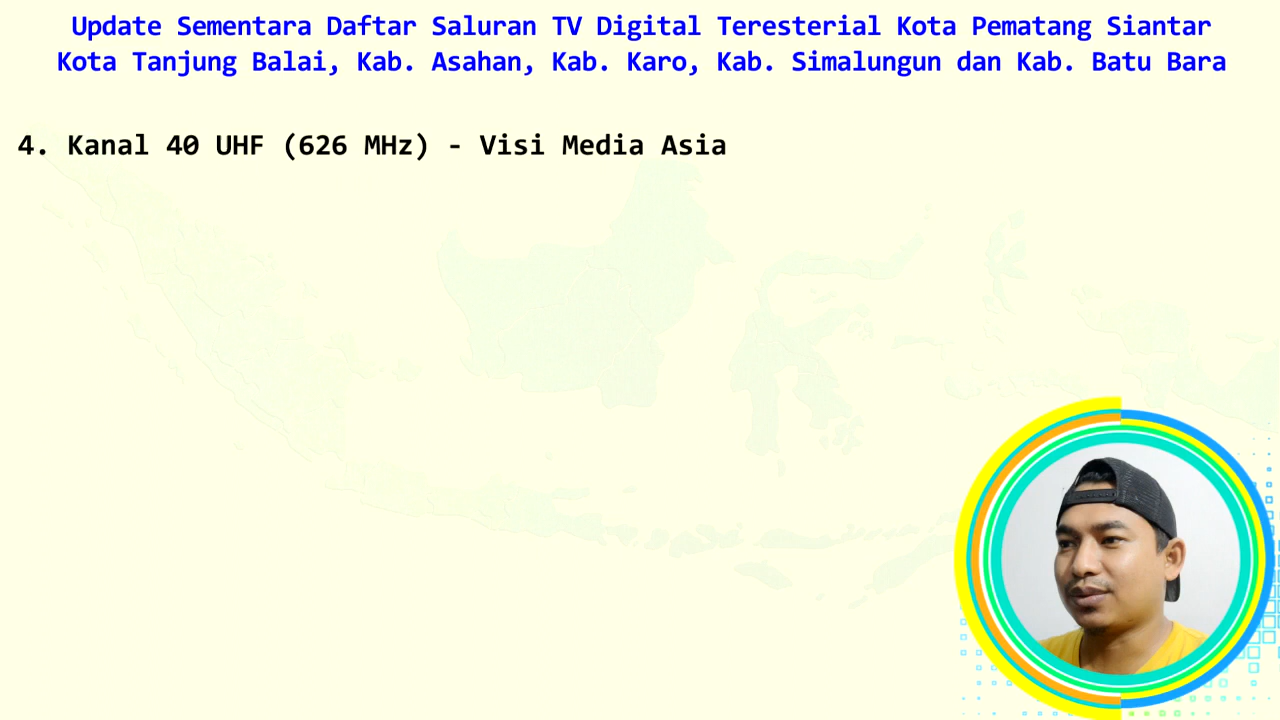 Update Sementara Daftar Saluran TV Digital Teresterial Kota Pematang Siantar
Kota Tanjung Balai, Kab. Asahan, Kab. Karo, Kab. Simalungun dan Kab. Batu Bara
4. Kanal 40 UHF (626 MHz) - Visi Media Asia